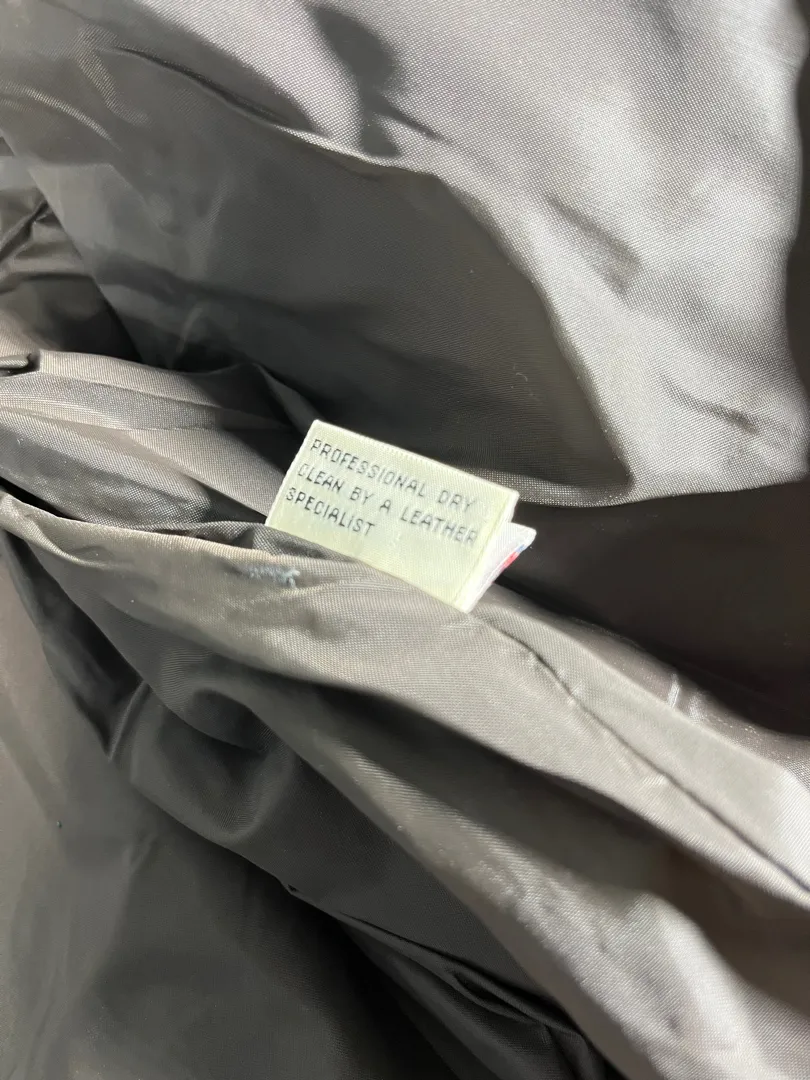 PROFESSIONAL DRY
CLEAN BY A LEATHER
SPECIALIST